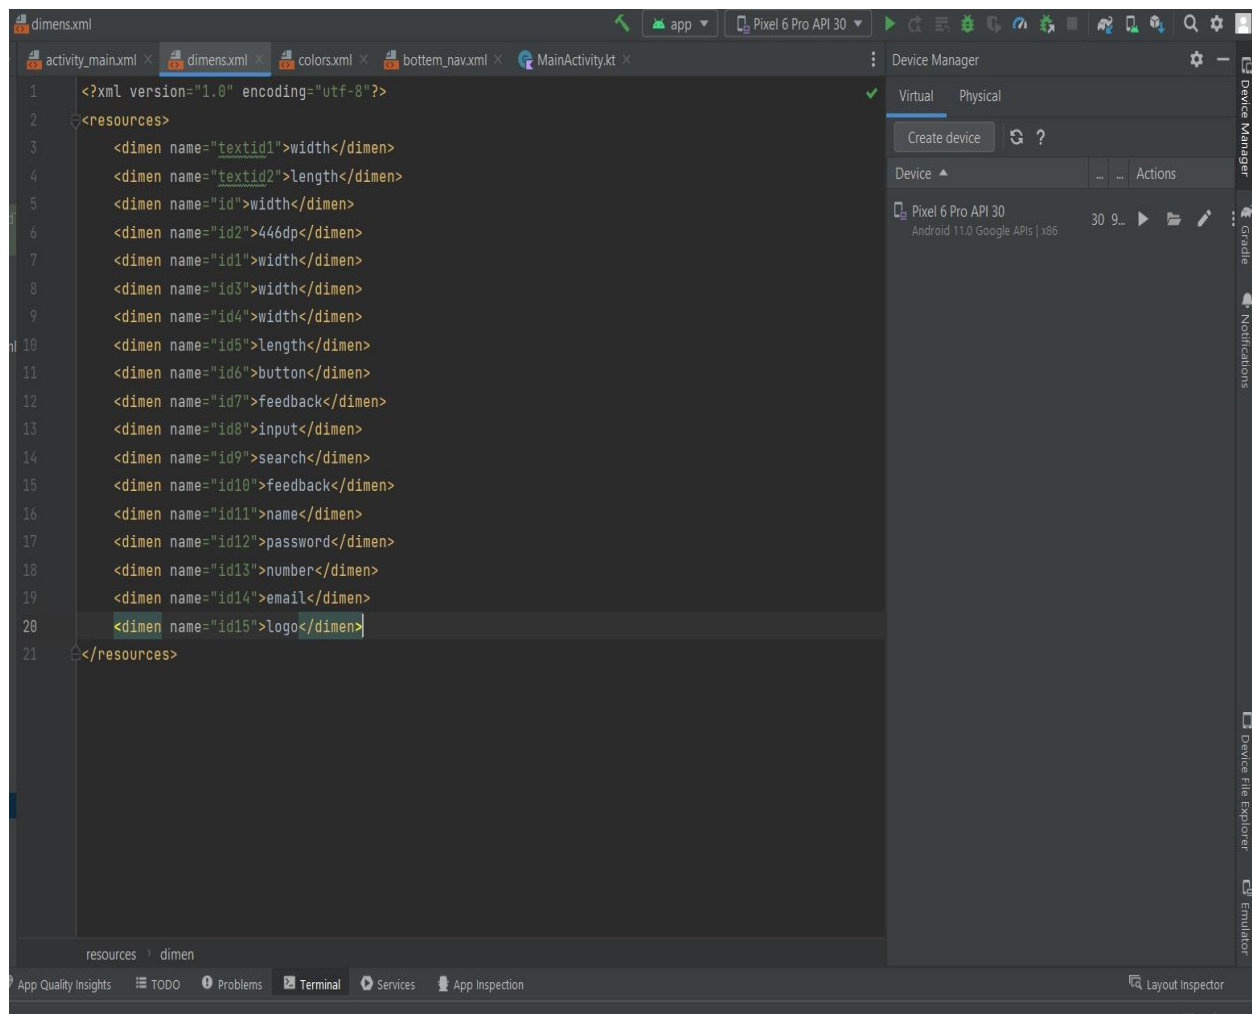 dimens.xml
app
Pixel 6 Pro API 30
activity_main.xml
dimens.xml
colors.xml
bottem_nav.xml
MainActivity.kt
1 <?xml version="1.0" encoding="utf-8"?>
2 <resources>
3 <dimen name="textid1">width</dimen>
4 <dimen name="textid2">length</dimen>
5 <dimen name="id">width</dimen>
6 <dimen name="id2">446dp</dimen>
7 <dimen name="id1">width</dimen>
8 <dimen name="id3">width</dimen>
9 <dimen name="id4">width</dimen>
10 <dimen name="id5">length</dimen>
11 <dimen name="id6">button</dimen>
12 <dimen name="id7">feedback</dimen>
13 <dimen name="id8">input</dimen>
14 <dimen name="id9">search</dimen>
15 <dimen name="id10">feedback</dimen>
16 <dimen name="id11">name</dimen>
17 <dimen name="id12">password</dimen>
18 <dimen name="id13">number</dimen>
19 <dimen name="id14">email</dimen>
20 <dimen name="id15">logo</dimen>
21 </resources>
Device Manager
Virtual Physical
Create device ?
Device ... ... Actions
Pixel 6 Pro API 30
30 9...
Android 11.0 Google APIs | x86
Device Manager
Gradle
Notifications
Device File Explorer
Emulator
resources dimen
App Quality Insights TODO Problems Terminal Services App Inspection Layout Inspector